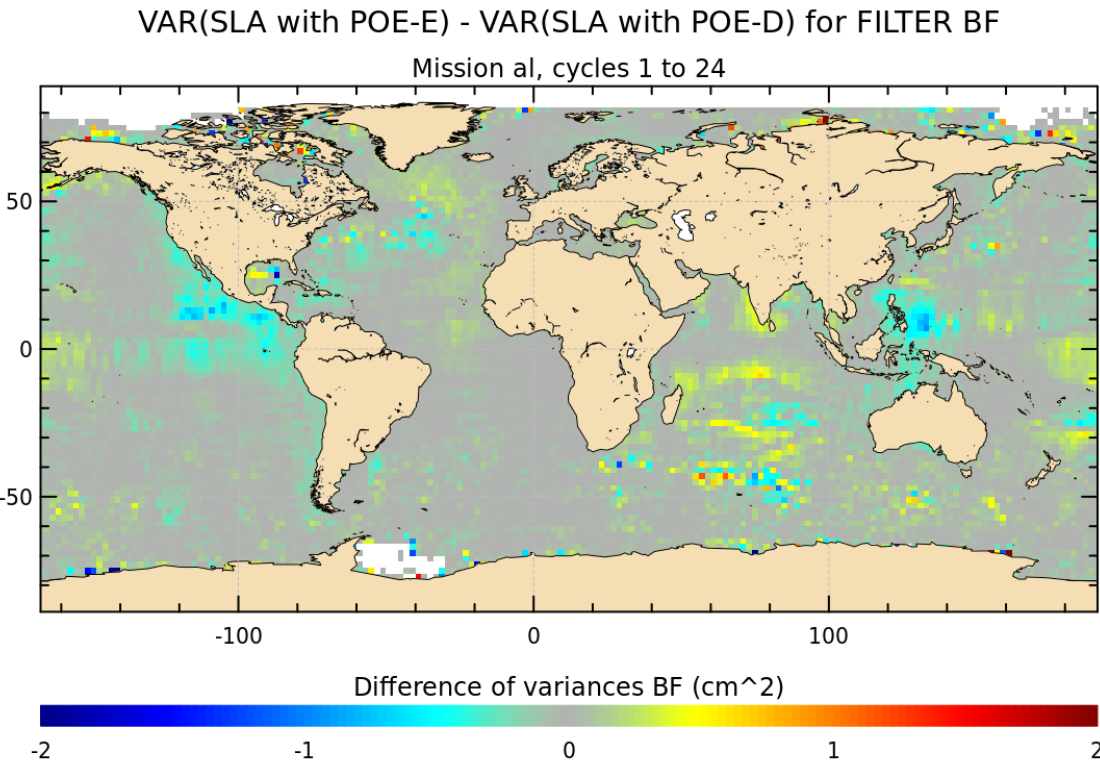 VAR(SLA with POE-E) - VAR(SLA with POE-D) for FILTER BF
Mission al, cycles 1 to 24
50
0
-50
-100 0 100
Difference of variances BF (cm^2)
-2 -1 0 1 2